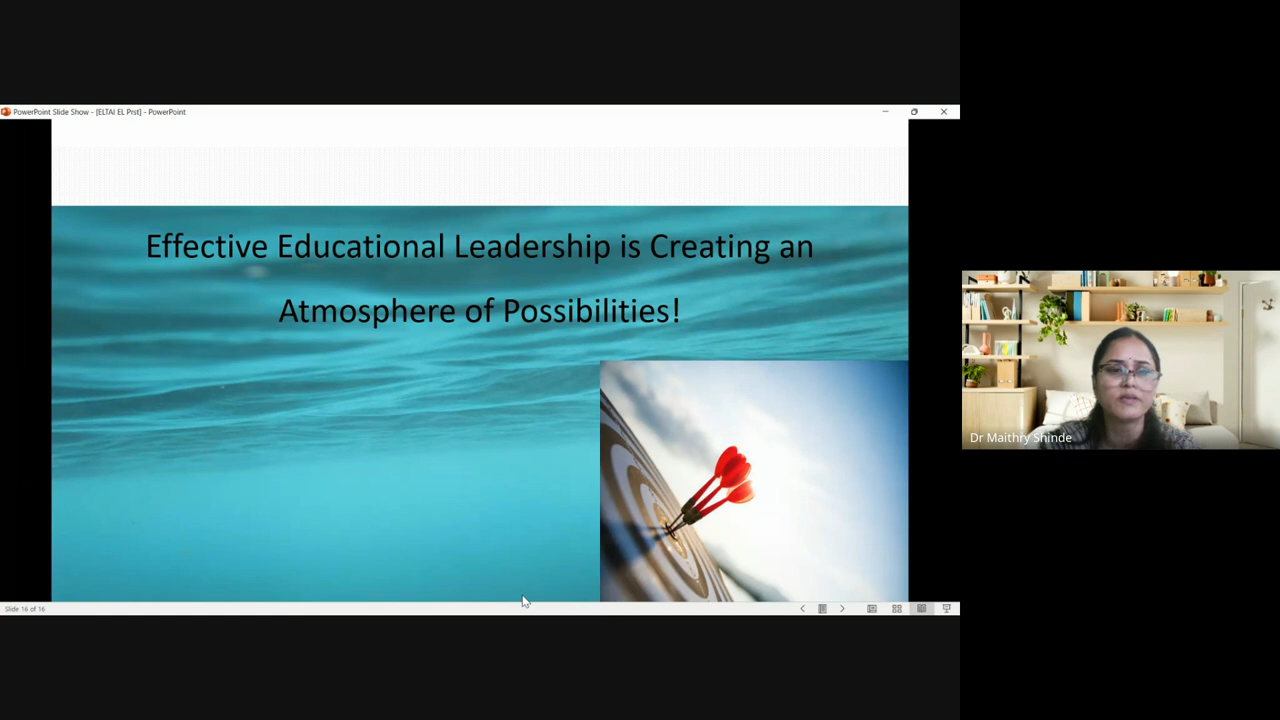 PowerPoint Slide Show - [ELTAI EL Prst] - PowerPoint
Effective Educational Leadership is Creating an
Atmosphere of Possibilities!
Dr Maithry Shinde
Slide 16 of 16